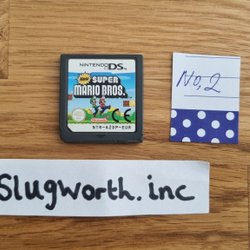 NINTENDO DS
NEW
SUPER
MARIO BROS.
CE
NTR-A2DP-EUR
No, 2
Slugworth.inc